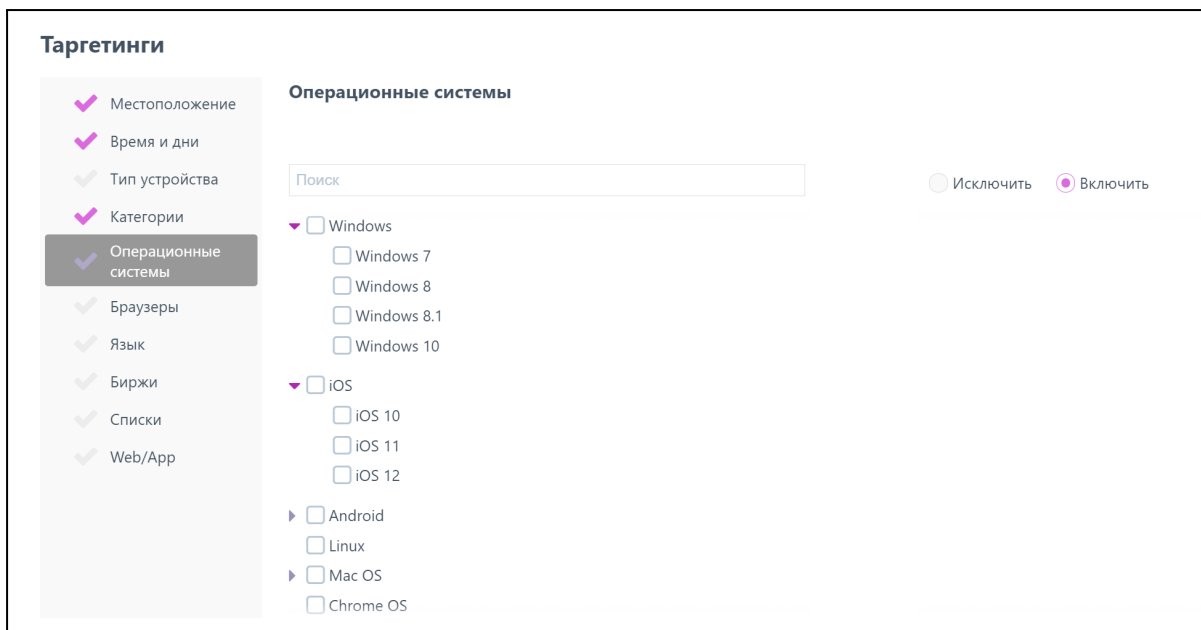 Таргетинги
Местоположение
Время и дни
Тип устройства
Категории
Операционные
системы
Браузеры
Язык
Биржи
Списки
Web/App
Операционные системы
Поиск
Исключить
Включить
Windows
Windows 7
Windows 8
Windows 8.1
Windows 10
iOS
iOS 10
iOS 11
iOS 12
Android
Linux
Mac OS
Chrome OS